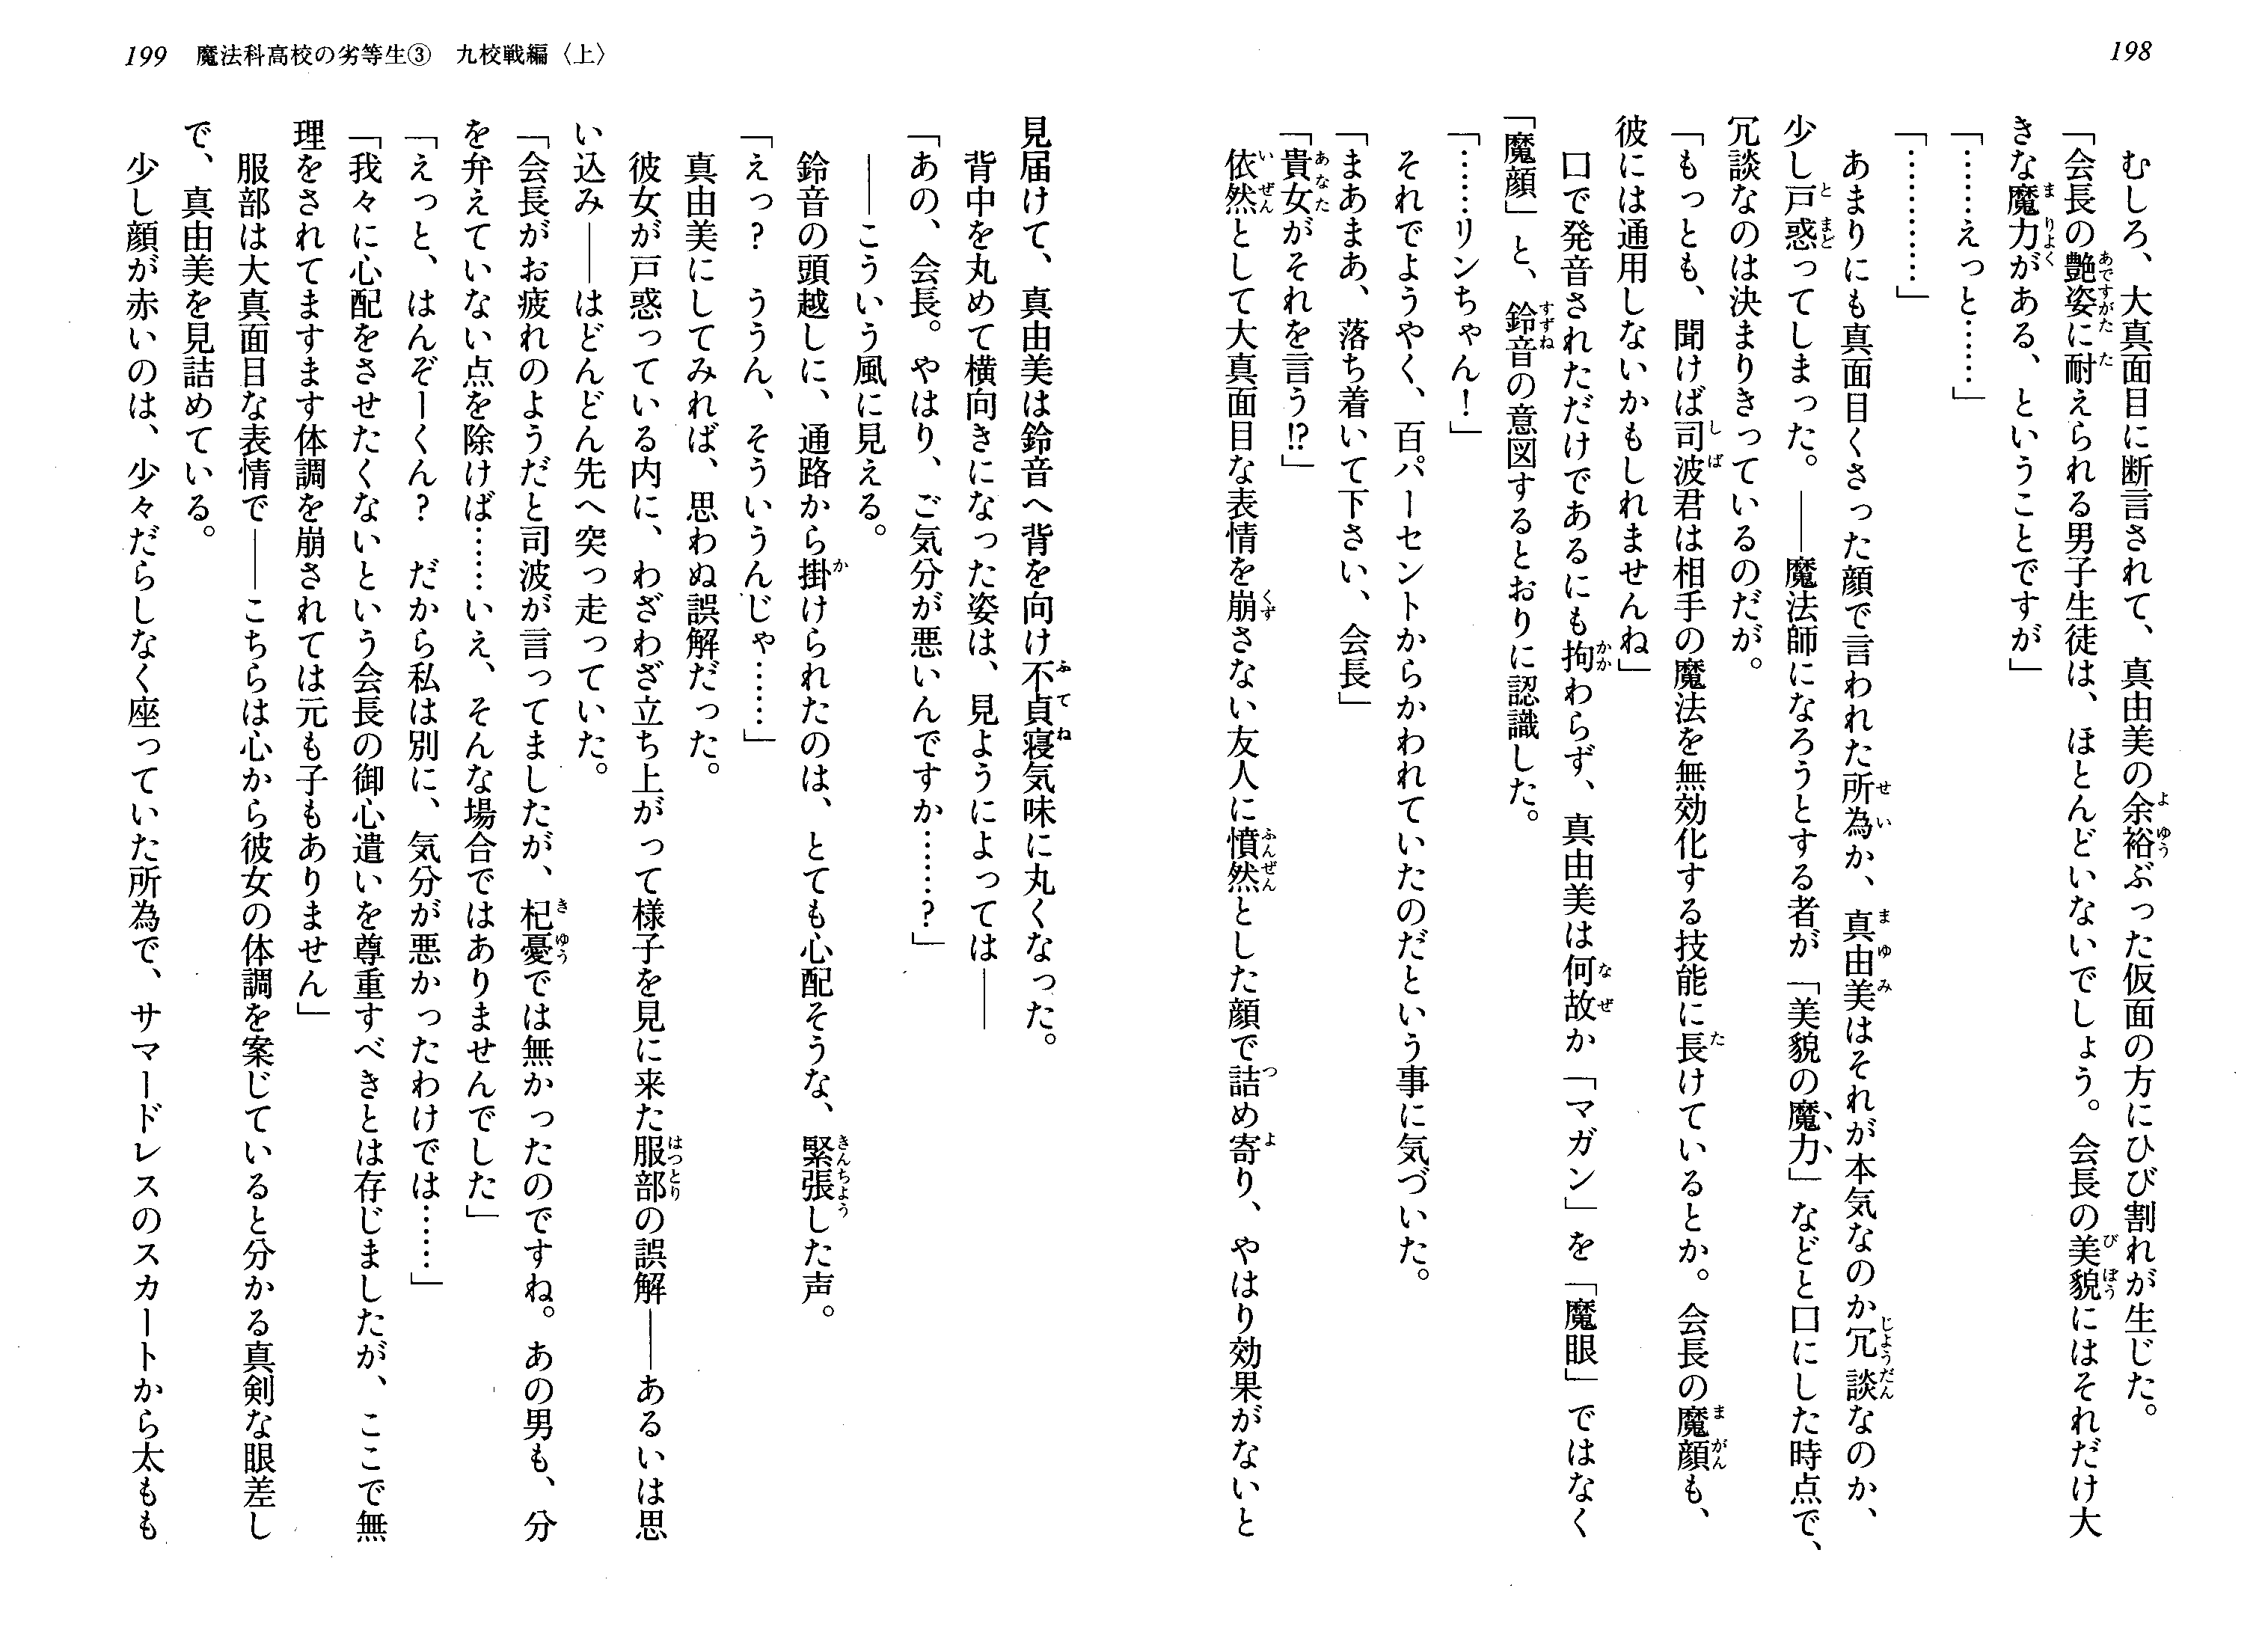 198
むしろ、大真面目に断言されて、真由美の余裕ぶった仮面の方にひび割れが生じた。
「会長の艶姿に耐えられる男子生徒は、ほとんどいないでしょう。会長の美貌にはそれだけ大
きな魔力がある、ということですが」
「……えっと……」
「…………」
あまりにも真面目くさった顔で言われた所為か、真由美はそれが本気なのか冗談なのか、
少し戸惑ってしまった。――魔法師になろうとする者が「美貌の魔力」などと口にした時点で、
冗談なのは決まりきっているのだが。
「もっとも、聞けば司波君は相手の魔法を無効化する技能に長けているとか。会長の魔顔も、
彼には通用しないかもしれませんね」
口で発音されただけであるにも拘わらず、真由美は何故か「マガン」を「魔眼」ではなく
「魔顔」と、鈴音の意図するとおりに認識した。
「……リンちゃん！」
それでようやく、百パーセントからかわれていたのだという事に気づいた。
「まあまあ、落ち着いて下さい、会長」
「貴女がそれを言う!?」
依然として大真面目な表情を崩さない友人に憤然とした顔で詰め寄り、やはり効果がないと
199 魔法科高校の劣等生③ 九校戦編〈上〉
見届けて、真由美は鈴音へ背を向け不貞寝気味に丸くなった。
背中を丸めて横向きになった姿は、見ようによっては――
「あの、会長。やはり、ご気分が悪いんですか……？」
――こういう風に見える。
鈴音の頭越しに、通路から掛けられたのは、とても心配そうな、緊張した声。
「えっ？　ううん、そういうんじゃ……」
真由美にしてみれば、思わぬ誤解だった。
彼女が戸惑っている内に、わざわざ立ち上がって様子を見に来た服部の誤解――あるいは思
い込み――はどんどん先へ突っ走っていた。
「会長がお疲れのようだと司波が言ってましたが、杞憂では無かったのですね。あの男も、分
を弁えていない点を除けば……いえ、そんな場合ではありませんでした」
「えっと、はんぞーくん？　だから私は別に、気分が悪かったわけでは……」
「我々に心配をさせたくないという会長の御心遣いを尊重すべきとは存じましたが、ここで無
理をされてますます体調を崩されては元も子もありません」
服部は大真面目な表情で――こちらは心から彼女の体調を案じていると分かる真剣な眼差し
で、真由美を見詰めている。
少し顔が赤いのは、少々だらしなく座っていた所為で、サマードレスのスカートから太もも